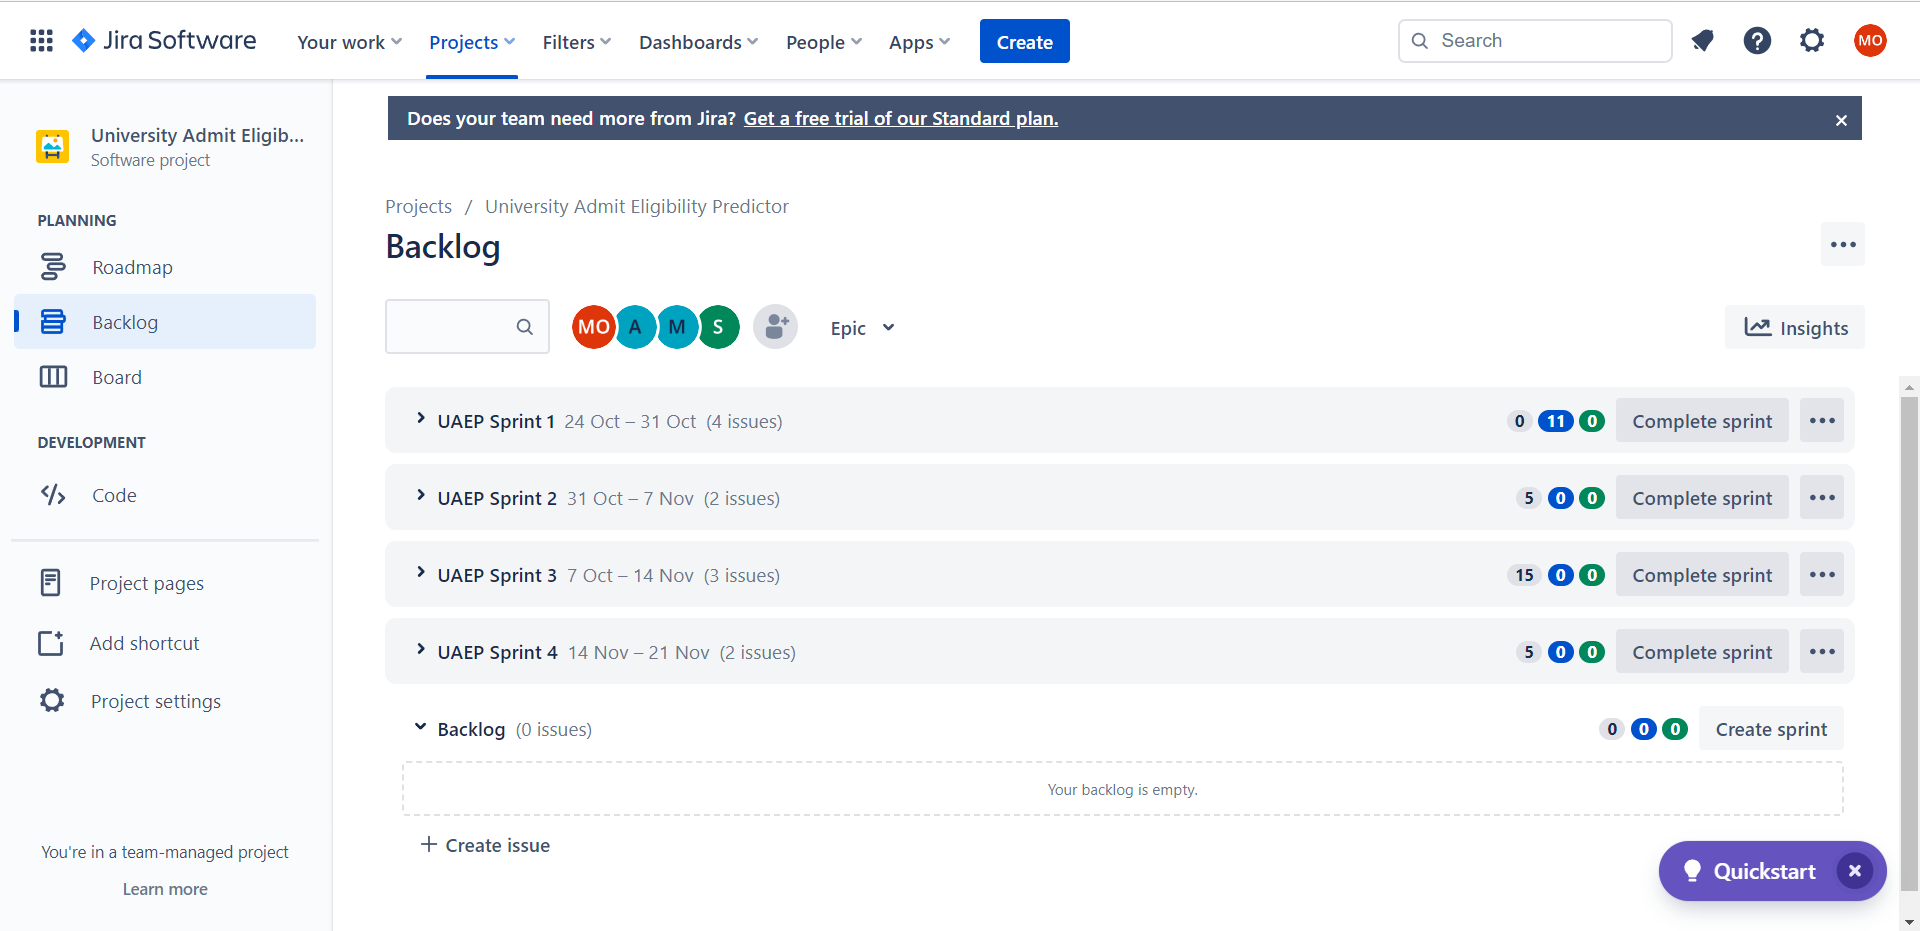 Jira Software Your work Projects Filters Dashboards People Apps Create Search MO
Does your team need more from Jira? Get a free trial of our Standard plan.
University Admit Eligib...
Software project
PLANNING
Roadmap
Backlog
Board
DEVELOPMENT
Code
Project pages
Add shortcut
Project settings
You're in a team-managed project
Learn more
Projects / University Admit Eligibility Predictor
Backlog
MO A M S Epic Insights
UAEP Sprint 1 24 Oct – 31 Oct (4 issues) 0 11 0 Complete sprint
UAEP Sprint 2 31 Oct – 7 Nov (2 issues) 5 0 0 Complete sprint
UAEP Sprint 3 7 Oct – 14 Nov (3 issues) 15 0 0 Complete sprint
UAEP Sprint 4 14 Nov – 21 Nov (2 issues) 5 0 0 Complete sprint
Backlog (0 issues) 0 0 0 Create sprint
Your backlog is empty.
+ Create issue
Quickstart